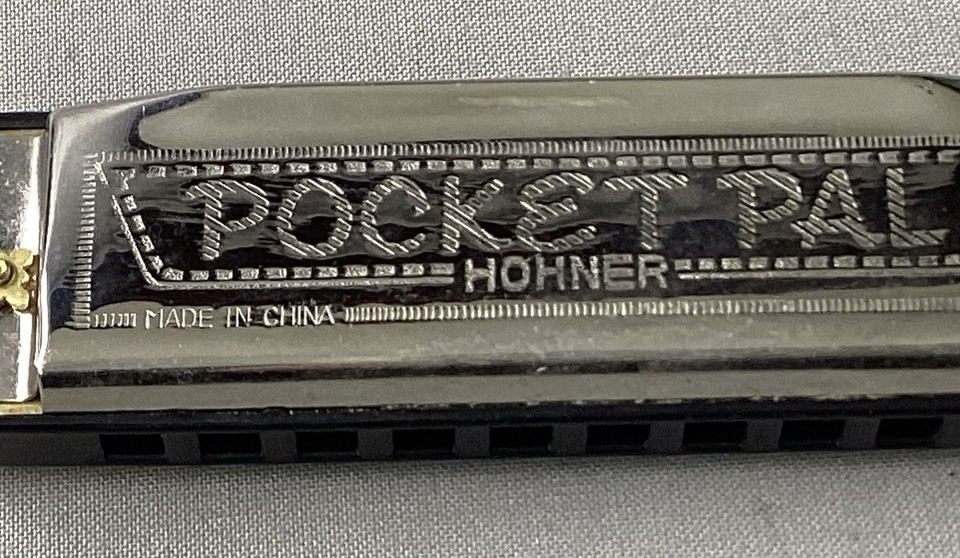 POCKET PAL
HOHNER
MADE IN CHINA